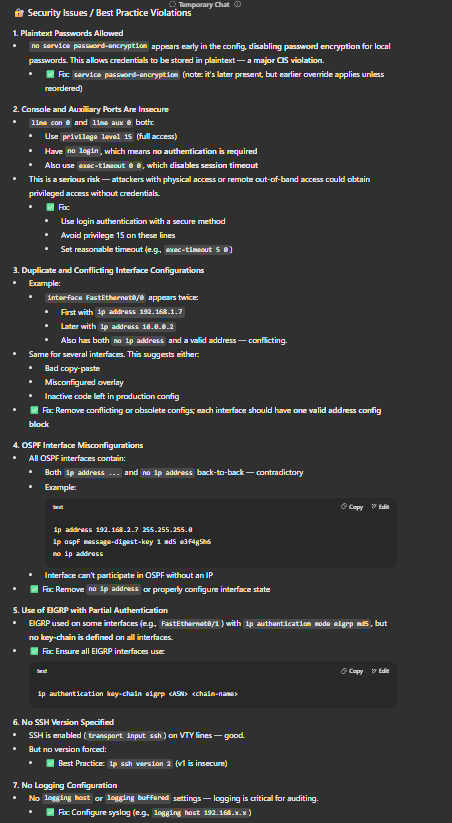 Temporary Chat
🔐 Security Issues / Best Practice Violations
1. Plaintext Passwords Allowed
• no service password-encryption appears early in the config, disabling password encryption for local
passwords. This allows credentials to be stored in plaintext — a major CIS violation.
• ✅ Fix: service password-encryption (note: it's later present, but earlier override applies unless
reordered)
2. Console and Auxiliary Ports Are Insecure
• line con 0 and line aux 0 both:
• Use privilege level 15 (full access)
• Have no login, which means no authentication is required
• Also use exec-timeout 0 0, which disables session timeout
• This is a serious risk — attackers with physical access or remote out-of-band access could obtain
privileged access without credentials.
• ✅ Fix:
• Use login authentication with a secure method
• Avoid privilege 15 on these lines
• Set reasonable timeout (e.g., exec-timeout 5 0)
3. Duplicate and Conflicting Interface Configurations
• Example:
• interface FastEthernet0/0 appears twice:
• First with ip address 192.168.1.7
• Later with ip address 10.0.0.2
• Also has both no ip address and a valid address — conflicting.
• Same for several interfaces. This suggests either:
• Bad copy-paste
• Misconfigured overlay
• Inactive code left in production config
• ✅ Fix: Remove conflicting or obsolete configs; each interface should have one valid address config
block
4. OSPF Interface Misconfigurations
• All OSPF interfaces contain:
• Both ip address ... and no ip address back-to-back — contradictory
• Example:
text Copy Edit
ip address 192.168.2.7 255.255.255.0
ip ospf message-digest-key 1 md5 e3f4g5h6
no ip address
• Interface can't participate in OSPF without an IP
• ✅ Fix: Remove no ip address or properly configure interface state
5. Use of EIGRP with Partial Authentication
• EIGRP used on some interfaces (e.g., FastEthernet0/1) with ip authentication mode eigrp md5, but
no key-chain is defined on all interfaces.
• ✅ Fix: Ensure all EIGRP interfaces use:
text Copy Edit
ip authentication key-chain eigrp <ASN> <chain-name>
6. No SSH Version Specified
• SSH is enabled (transport input ssh) on VTY lines — good.
• But no version forced:
• ✅ Best Practice: ip ssh version 2 (v1 is insecure)
7. No Logging Configuration
• No logging host or logging buffered settings — logging is critical for auditing.
• ✅ Fix: Configure syslog (e.g., logging host 192.168.x.x)